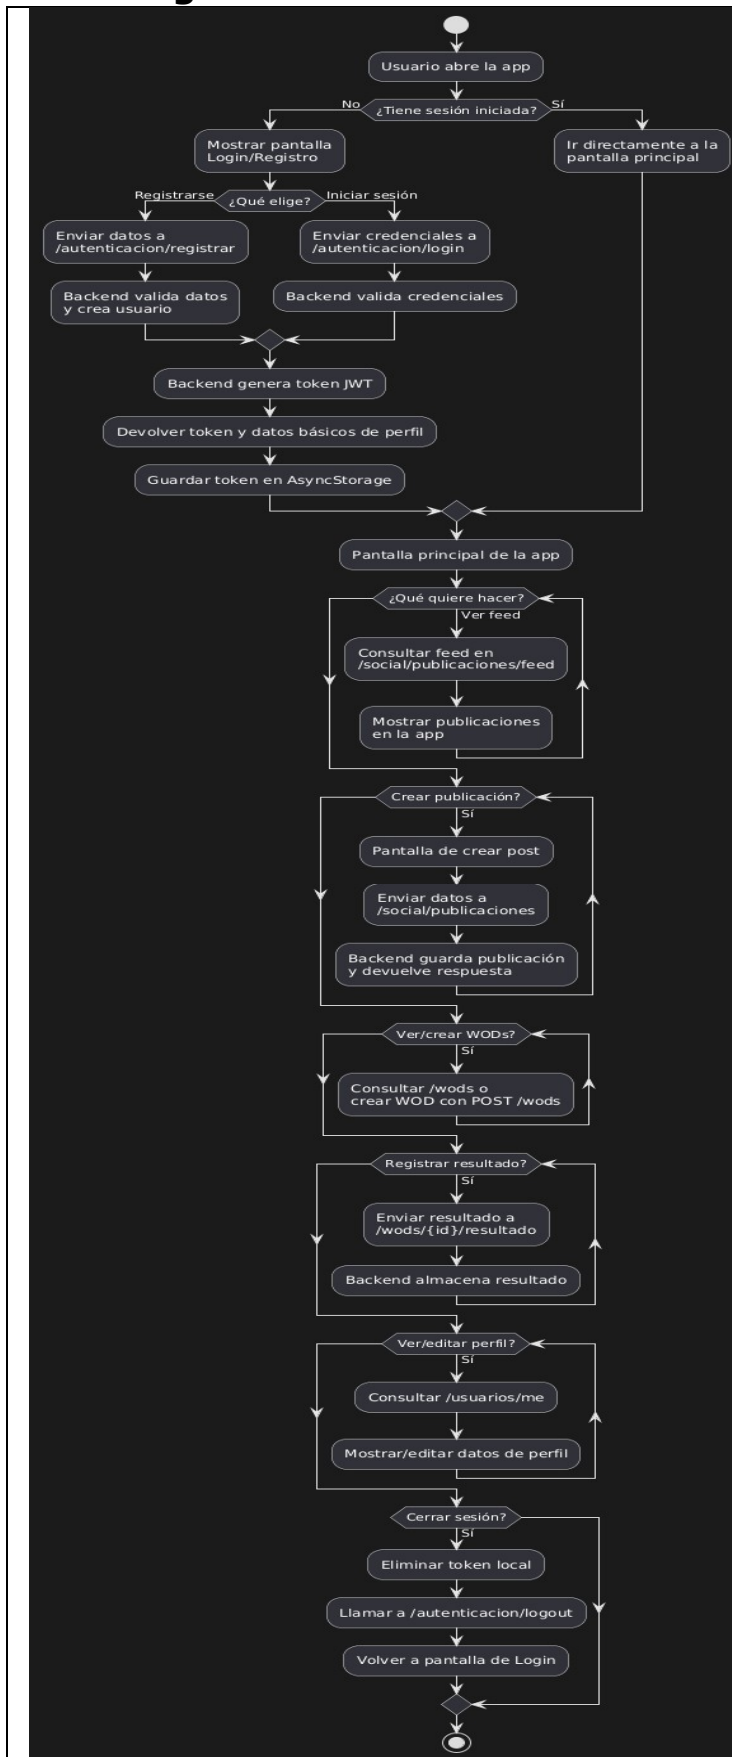 Usuario abre la app
No
¿Tiene sesión iniciada?
Sí
Mostrar pantalla
Login/Registro
Ir directamente a la
pantalla principal
Registrarse
¿Qué elige?
Iniciar sesión
Enviar datos a
/autenticacion/registrar
Enviar credenciales a
/autenticacion/login
Backend valida datos
y crea usuario
Backend valida credenciales
Backend genera token JWT
Devolver token y datos básicos de perfil
Guardar token en AsyncStorage
Pantalla principal de la app
¿Qué quiere hacer?
Ver feed
Consultar feed en
/social/publicaciones/feed
Mostrar publicaciones
en la app
Crear publicación?
Sí
Pantalla de crear post
Enviar datos a
/social/publicaciones
Backend guarda publicación
y devuelve respuesta
Ver/crear WODs?
Sí
Consultar /wods o
crear WOD con POST /wods
Registrar resultado?
Sí
Enviar resultado a
/wods/{id}/resultado
Backend almacena resultado
Ver/editar perfil?
Sí
Consultar /usuarios/me
Mostrar/editar datos de perfil
Cerrar sesión?
Sí
Eliminar token local
Llamar a /autenticacion/logout
Volver a pantalla de Login